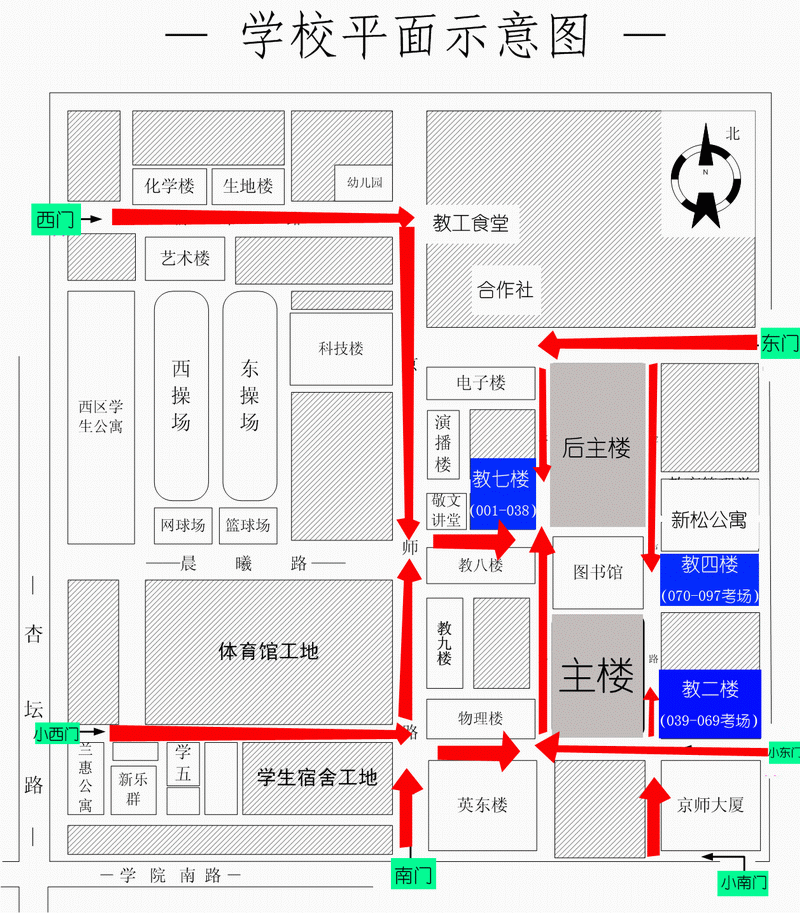 — 学校平面示意图 —
北
N
化学楼
生地楼
幼儿园
西门
教工食堂
艺术楼
合作社
科技楼
东门
西操场
东操场
西区学
生公寓
电子楼
演播楼
后主楼
教七楼
(001-038)
敬文
讲堂
新松公寓
网球场
篮球场
师
晨 曦 路
教八楼
图书馆
教四楼
(070-097考场)
杏坛路
体育馆工地
教九楼
主楼
路
教二楼
(039-069考场)
物理楼
路
小西门
小东门
兰惠公寓
新乐
群
学五
学生宿舍工地
英东楼
京师大厦
南门
小南门
学院南路